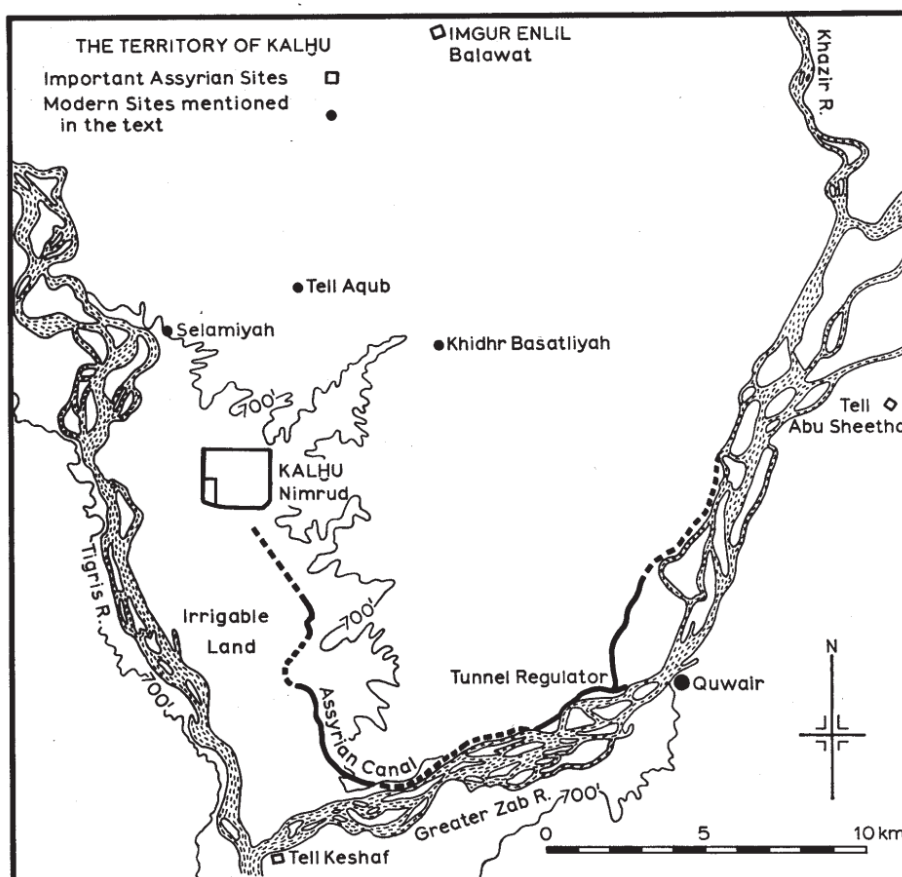 THE TERRITORY OF KALḪU
Important Assyrian Sites
Modern Sites mentioned
in the text
IMGUR ENLIL
Balawat
Khazir R.
Tell Aqub
Selamiyah
Khidhr Basatliyah
700'
Tell
Abu Sheetha
KALḪU
Nimrud
Tigris R.
Irrigable
Land
700'
700'
Tunnel Regulator
Quwair
N
Assyrian Canal
Greater Zab R.
700'
Tell Keshaf
0 5 10 km